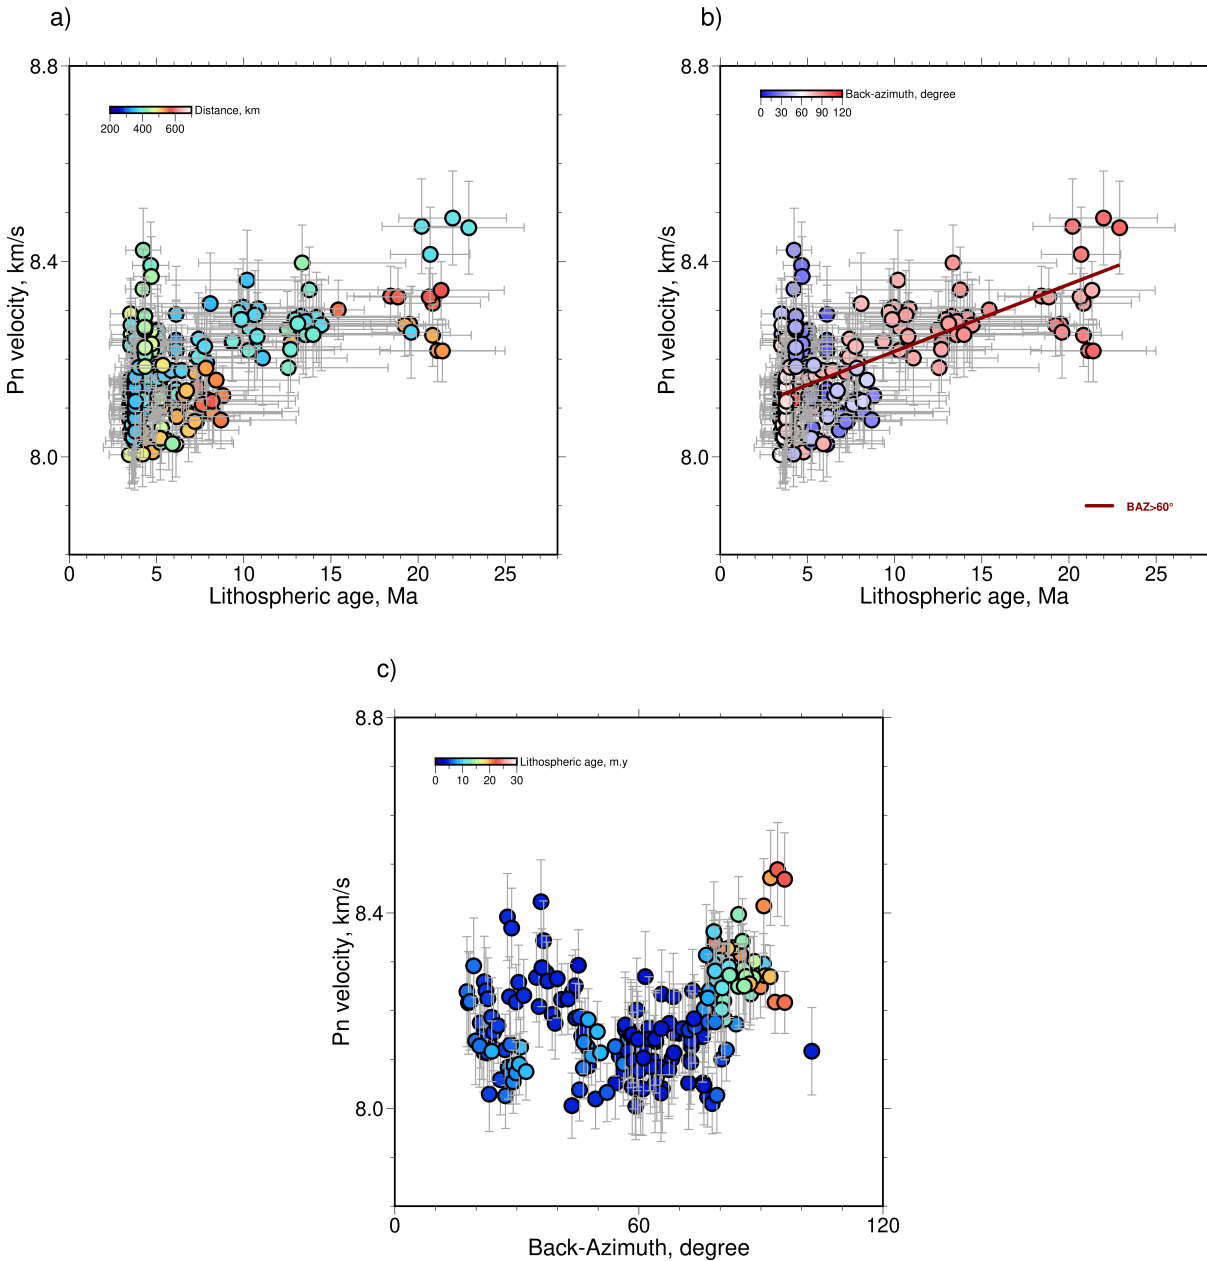 a)
8.8
8.4
8.0
Pn velocity, km/s
Distance, km
200 400 600
0 5 10 15 20 25
Lithospheric age, Ma
b)
8.8
8.4
8.0
Pn velocity, km/s
Back-azimuth, degree
0 30 60 90 120
BAZ>60°
0 5 10 15 20 25
Lithospheric age, Ma
c)
8.8
8.4
8.0
Pn velocity, km/s
Lithospheric age, m.y
0 10 20 30
0 60 120
Back-Azimuth, degree